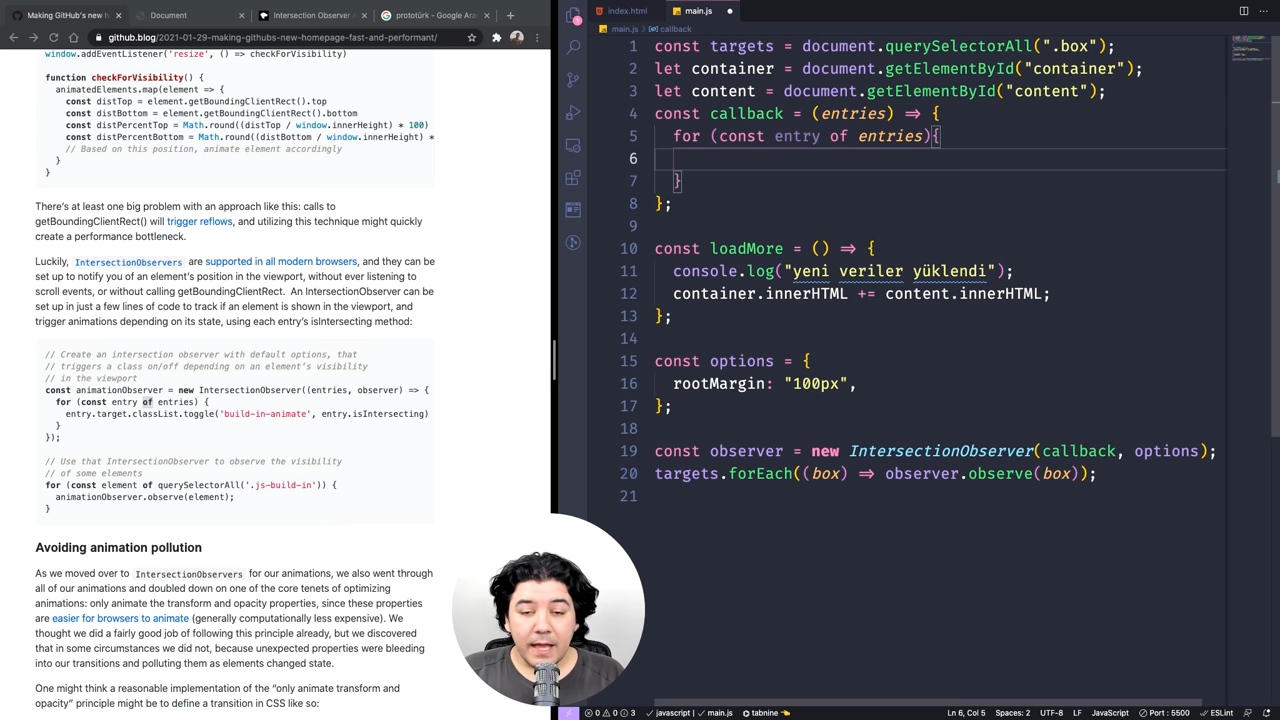 Making GitHub's new homepage
Document
Intersection Observer A
prototürk - Google Ara
github.blog/2021-01-29-making-githubs-new-homepage-fast-and-performant/
window.addEventListener('resize', () => checkForVisibility)
function checkForVisibility() {
animatedElements.map(element => {
const distTop = element.getBoundingClientRect().top
const distBottom = element.getBoundingClientRect().bottom
const distPercentTop = Math.round((distTop / window.innerHeight) * 100)
const distPercentBottom = Math.round((distBottom / window.innerHeight) *
// Based on this position, animate element accordingly
}
}
There's at least one big problem with an approach like this: calls to
getBoundingClientRect() will trigger reflows, and utilizing this technique might quickly
create a performance bottleneck.
Luckily, IntersectionObservers are supported in all modern browsers, and they can be
set up to notify you of an element's position in the viewport, without ever listening to
scroll events, or without calling getBoundingClientRect. An IntersectionObserver can be
set up in just a few lines of code to track if an element is shown in the viewport, and
trigger animations depending on its state, using each entry's isIntersecting method:
// Create an intersection observer with default options, that
// triggers a class on/off depending on an element's visibility
// in the viewport
const animationObserver = new IntersectionObserver((entries, observer) => {
for (const entry of entries) {
entry.target.classList.toggle('build-in-animate', entry.isIntersecting)
}
});
// Use that IntersectionObserver to observe the visibility
// of some elements
for (const element of querySelectorAll('.js-build-in')) {
animationObserver.observe(element);
}
Avoiding animation pollution
As we moved over to IntersectionObservers for our animations, we also went through
all of our animations and doubled down on one of the core tenets of optimizing
animations: only animate the transform and opacity properties, since these properties
are easier for browsers to animate (generally computationally less expensive). We
thought we did a fairly good job of following this principle already, but we discovered
that in some circumstances we did not, because unexpected properties were bleeding
into our transitions and polluting them as elements changed state.
One might think a reasonable implementation of the "only animate transform and
opacity" principle might be to define a transition in CSS like so:
index.html
main.js
main.js > callback
1 const targets = document.querySelectorAll(".box");
2 let container = document.getElementById("container");
3 let content = document.getElementById("content");
4 const callback = (entries) => {
5 for (const entry of entries){
6
7 }
8 };
9
10 const loadMore = () => {
11 console.log("yeni veriler yüklendi");
12 container.innerHTML += content.innerHTML;
13 };
14
15 const options = {
16 rootMargin: "100px",
17 };
18
19 const observer = new IntersectionObserver(callback, options);
20 targets.forEach((box) => observer.observe(box));
21
0 0 3 javascript | main.js tabnine Ln 6, Col 5 Spaces: 2 UTF-8 LF JavaScript Port : 5500 ESLint